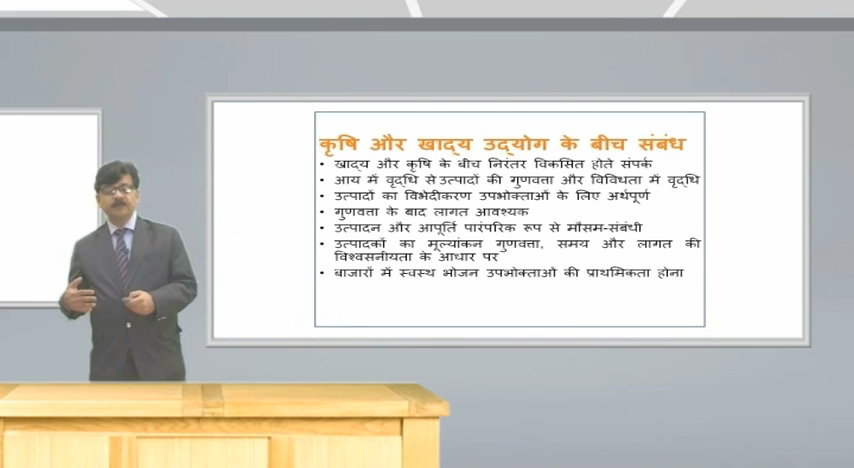 कृषि और खाद्य उद्योग के बीच संबंध
• खाद्य और कृषि के बीच निरंतर विकसित होते संपर्क
• आय में वृद्धि से उत्पादों की गुणवत्ता और विविधता में वृद्धि
• उत्पादों का विभेदीकरण उपभोक्ताओं के लिए अर्थपूर्ण
• गुणवत्ता के बाद लागत आवश्यक
• उत्पादन और आपूर्ति पारंपरिक रूप से मौसम-संबंधी
• उत्पादकों का मूल्यांकन गुणवत्ता, समय और लागत की
विश्वसनीयता के आधार पर
• बाजारों में स्वस्थ भोजन उपभोक्ताओं की प्राथमिकता होना